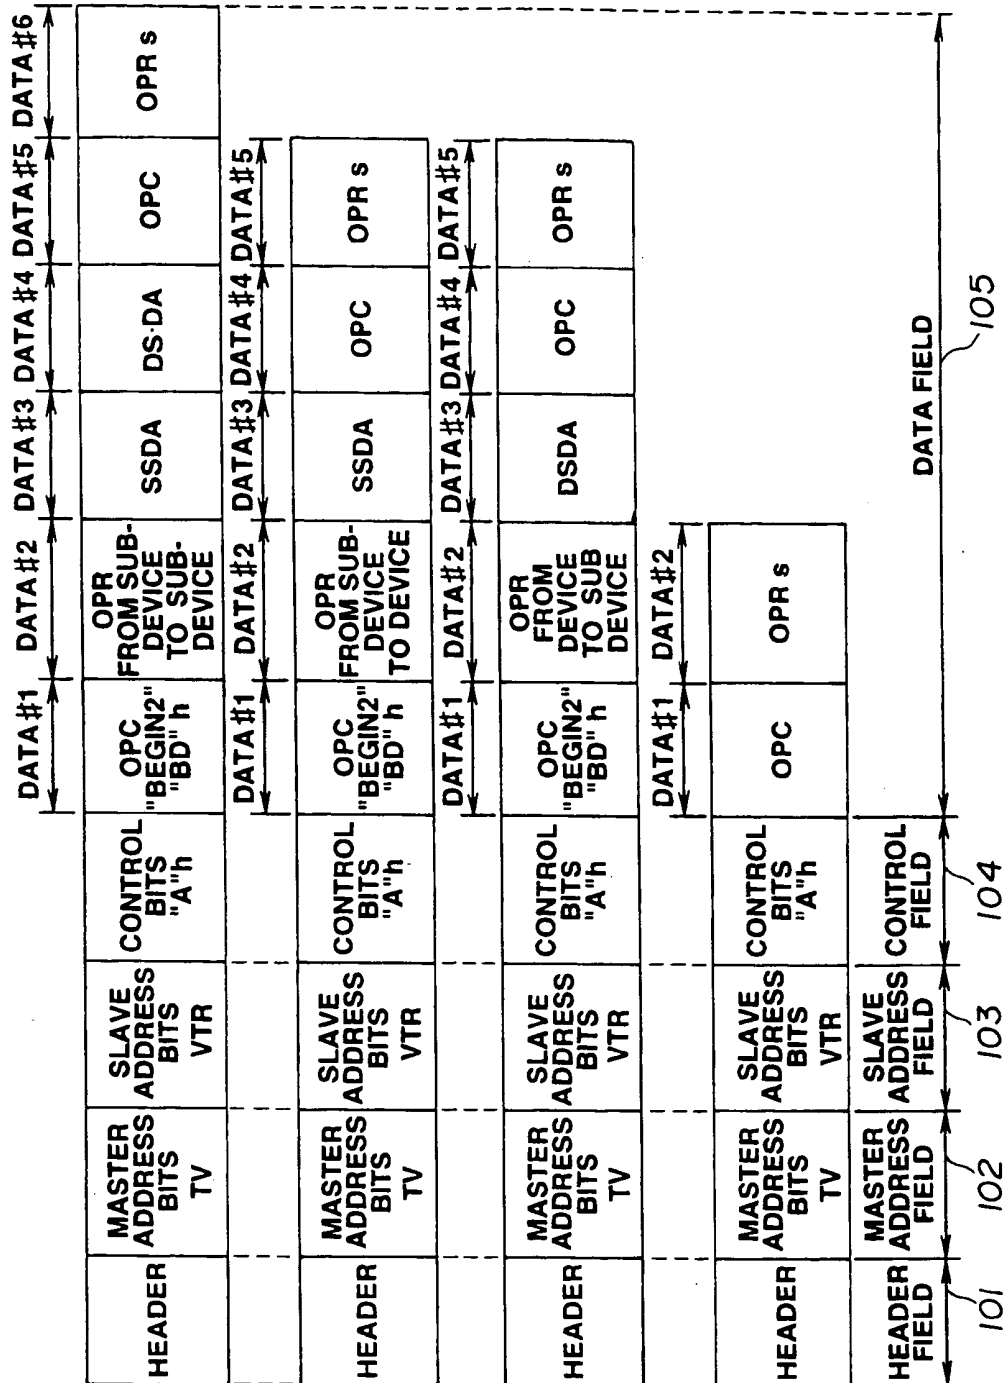 DATA#1
DATA#2
DATA#3
DATA#4
DATA#5
DATA#6
HEADER
MASTER
ADDRESS
BITS
TV
SLAVE
ADDRESS
BITS
VTR
CONTROL
BITS
"A"h
OPC
"BEGIN2"
"BD"h
OPR
FROM SUB-
DEVICE
TO SUB-
DEVICE
SSDA
DS·DA
OPC
OPR s
DATA#1
DATA#2
DATA#3
DATA#4
DATA#5
HEADER
MASTER
ADDRESS
BITS
TV
SLAVE
ADDRESS
BITS
VTR
CONTROL
BITS
"A"h
OPC
"BEGIN2"
"BD"h
OPR
FROM SUB-
DEVICE
TO DEVICE
SSDA
OPC
OPR s
DATA#1
DATA#2
DATA#3
DATA#4
DATA#5
HEADER
MASTER
ADDRESS
BITS
TV
SLAVE
ADDRESS
BITS
VTR
CONTROL
BITS
"A"h
OPC
"BEGIN2"
"BD"h
OPR
FROM
DEVICE
TO SUB
DEVICE
DSDA
OPC
OPR s
DATA#1
DATA#2
HEADER
MASTER
ADDRESS
BITS
TV
SLAVE
ADDRESS
BITS
VTR
CONTROL
BITS
"A"h
OPC
OPR s
HEADER
FIELD
MASTER
ADDRESS
FIELD
SLAVE
ADDRESS
FIELD
CONTROL
FIELD
DATA FIELD
101
102
103
104
105